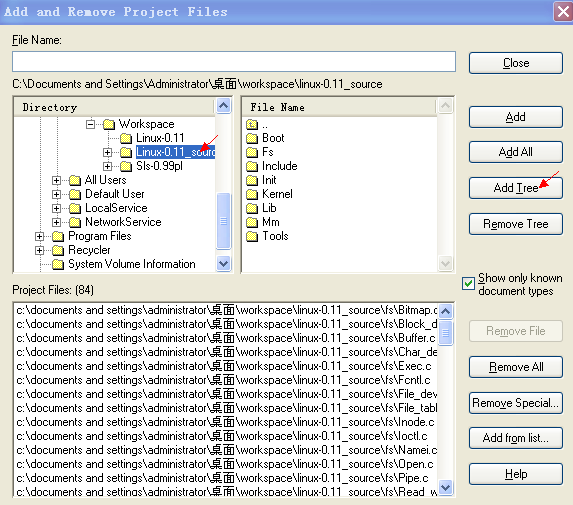 Add and Remove Project Files
File Name:
Close
C:\Documents and Settings\Administrator\桌面\workspace\linux-0.11_source
Directory
Workspace
Linux-0.11
Linux-0.11_sourc
Sls-0.99pl
All Users
Default User
LocalService
NetworkService
Program Files
Recycler
System Volume Information
File Name
..
Boot
Fs
Include
Init
Kernel
Lib
Mm
Tools
Add
Add All
Add Tree
Remove Tree
Show only known
document types
Project Files: (84)
c:\documents and settings\administrator\桌面\workspace\linux-0.11_source\fs\Bitmap.c
c:\documents and settings\administrator\桌面\workspace\linux-0.11_source\fs\Block_d
c:\documents and settings\administrator\桌面\workspace\linux-0.11_source\fs\Buffer.c
c:\documents and settings\administrator\桌面\workspace\linux-0.11_source\fs\Char_de
c:\documents and settings\administrator\桌面\workspace\linux-0.11_source\fs\Exec.c
c:\documents and settings\administrator\桌面\workspace\linux-0.11_source\fs\Fcntl.c
c:\documents and settings\administrator\桌面\workspace\linux-0.11_source\fs\File_dev
c:\documents and settings\administrator\桌面\workspace\linux-0.11_source\fs\File_tabl
c:\documents and settings\administrator\桌面\workspace\linux-0.11_source\fs\Inode.c
c:\documents and settings\administrator\桌面\workspace\linux-0.11_source\fs\Ioctl.c
c:\documents and settings\administrator\桌面\workspace\linux-0.11_source\fs\Namei.c
c:\documents and settings\administrator\桌面\workspace\linux-0.11_source\fs\Open.c
c:\documents and settings\administrator\桌面\workspace\linux-0.11_source\fs\Pipe.c
c:\documents and settings\administrator\桌面\workspace\linux-0.11_source\fs\Read_w
Remove File
Remove All
Remove Special...
Add from list...
Help